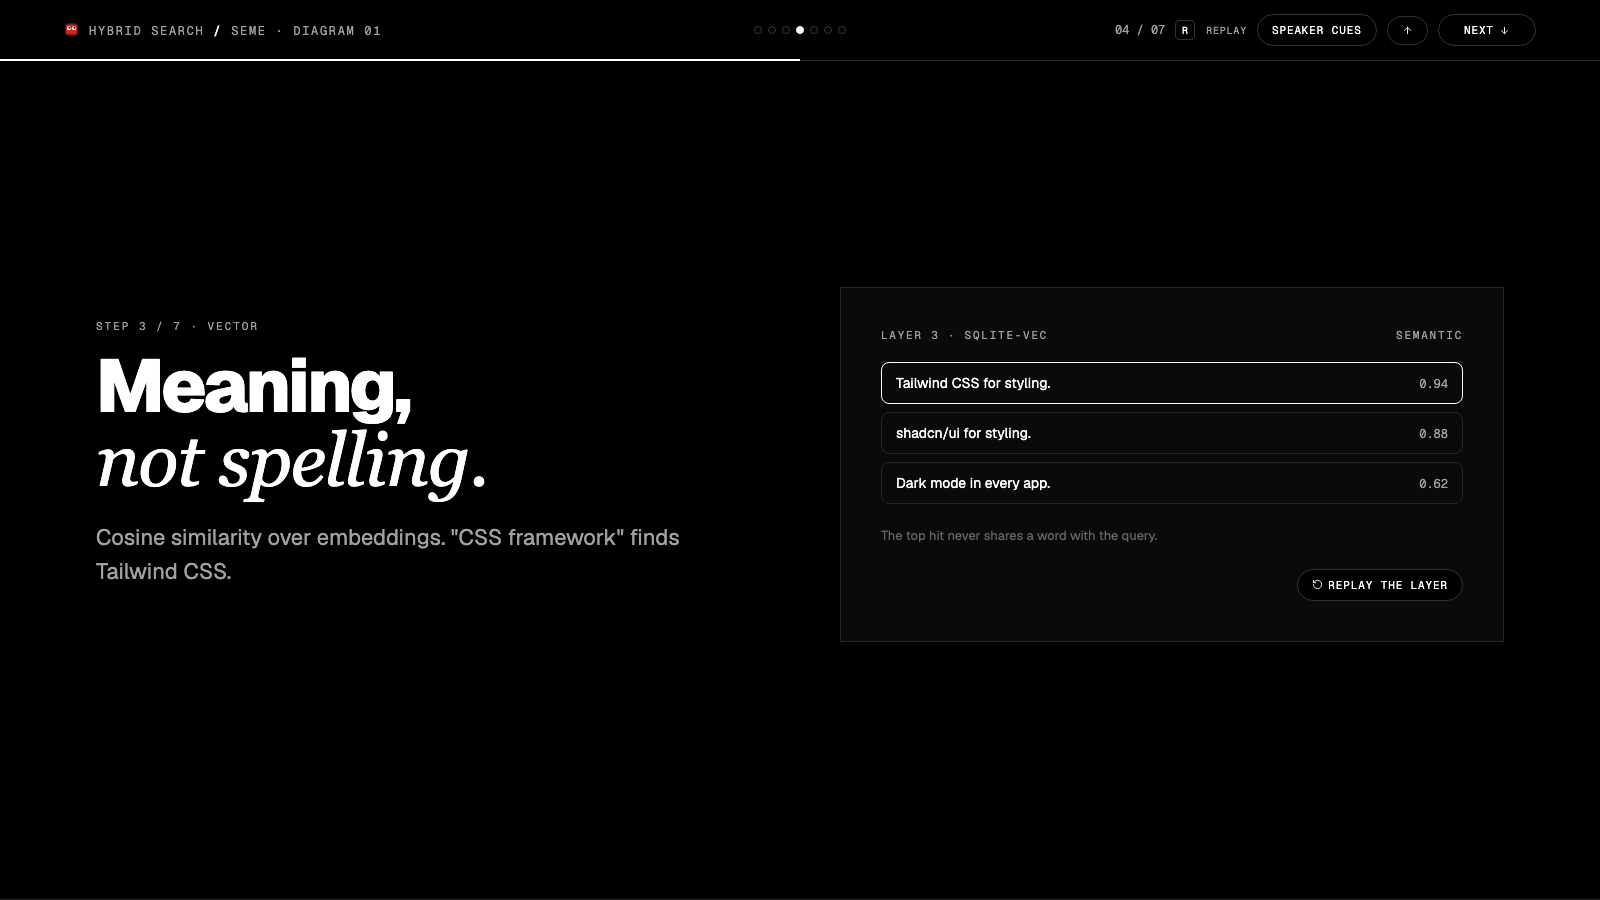 HYBRID SEARCH / SEME · DIAGRAM 01
04 / 07 R REPLAY SPEAKER CUES ↑ NEXT ↓
STEP 3 / 7 · VECTOR
Meaning,
not spelling.
Cosine similarity over embeddings. "CSS framework" finds
Tailwind CSS.
LAYER 3 · SQLITE-VEC SEMANTIC
Tailwind CSS for styling. 0.94
shadcn/ui for styling. 0.88
Dark mode in every app. 0.62
The top hit never shares a word with the query.
REPLAY THE LAYER